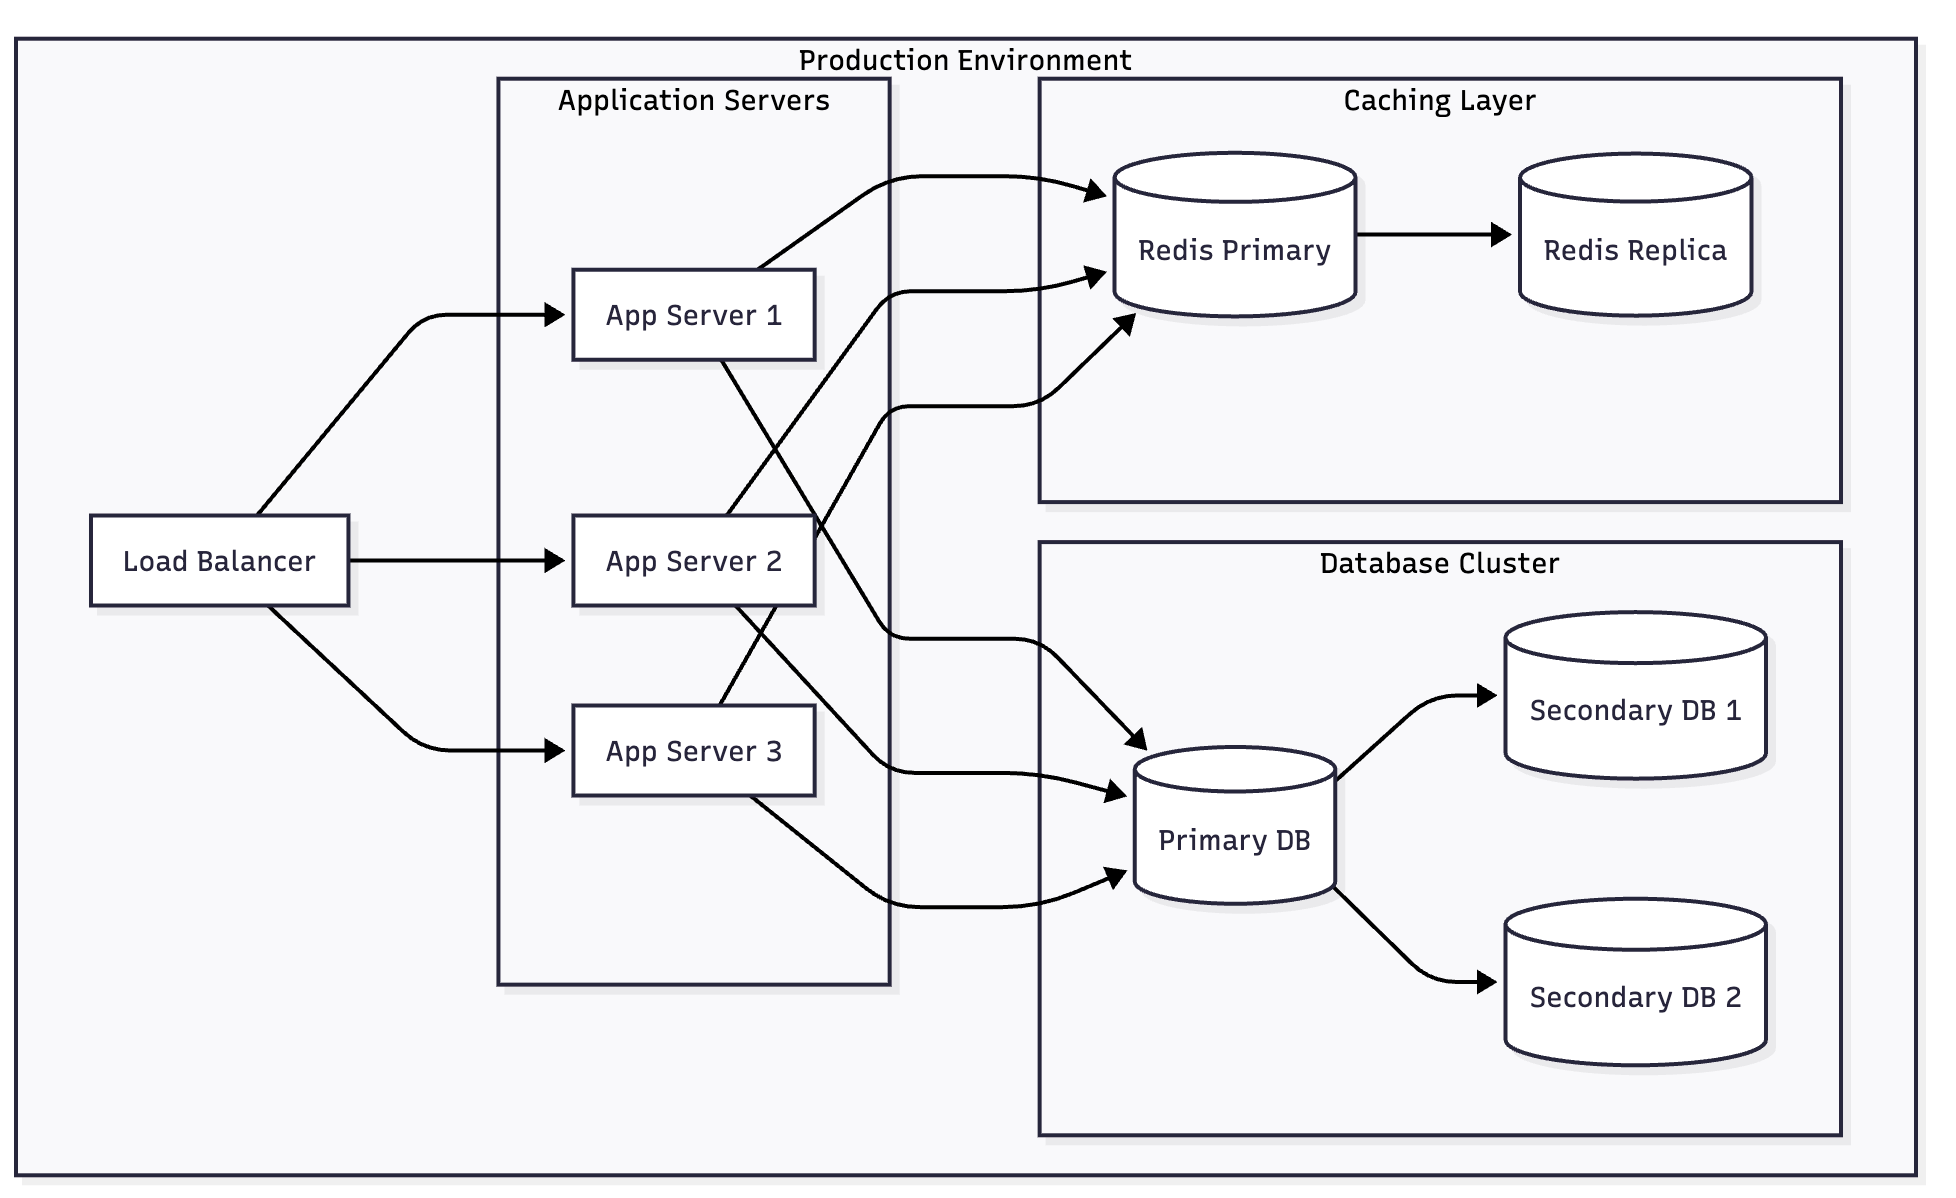 Production Environment
Application Servers
Caching Layer
Redis Primary
Redis Replica
App Server 1
Load Balancer
App Server 2
Database Cluster
App Server 3
Secondary DB 1
Primary DB
Secondary DB 2